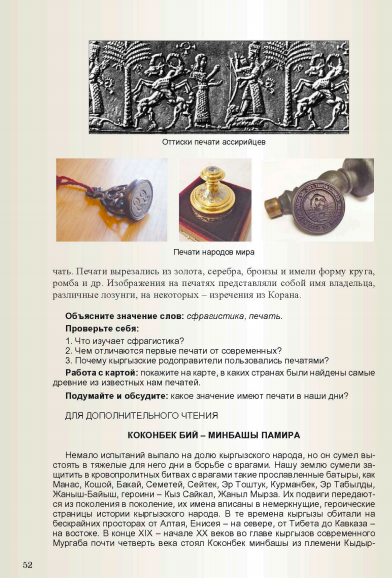 Оттиски печати ассирийцев
Печати народов мира
чать. Печати вырезались из золота, серебра, бронзы и имели форму круга,
ромба и др. Изображения на печатях представляли собой имя владельца,
различные лозунги, на некоторых – изречения из Корана.
Объясните значение слов: сфрагистика, печать.
Проверьте себя:
1. Что изучает сфрагистика?
2. Чем отличаются первые печати от современных?
3. Почему кыргызские родоправители пользовались печатями?
Работа с картой: покажите на карте, в каких странах были найдены самые
древние из известных нам печатей.
Подумайте и обсудите: какое значение имеют печати в наши дни?
ДЛЯ ДОПОЛНИТЕЛЬНОГО ЧТЕНИЯ
КОКОНБЕК БИЙ – МИНБАШЫ ПАМИРА
Немало испытаний выпало на долю кыргызского народа, но он сумел вы-
стоять в тяжелые для него дни в борьбе с врагами. Нашу землю сумели за-
щитить в кровопролитных битвах с врагами такие прославленные батыры, как
Манас, Кошой, Бакай, Семетей, Сейтек, Эр Тоштук, Курманбек, Эр Табылды,
Жаныш-Байыш, героини – Кыз Сайкал, Жаныл Мырза. Их подвиги передают-
ся из поколения в поколение, их имена вписаны в немеркнущие, героические
страницы истории кыргызского народа. В те времена кыргызы обитали на
бескрайних просторах от Алтая, Енисея – на севере, от Тибета до Кавказа –
на востоке. В конце XIX – начале XX веков во главе кыргызов современного
Мургаба почти четверть века стоял Коконбек минбашы из племени Кыдыр-
52